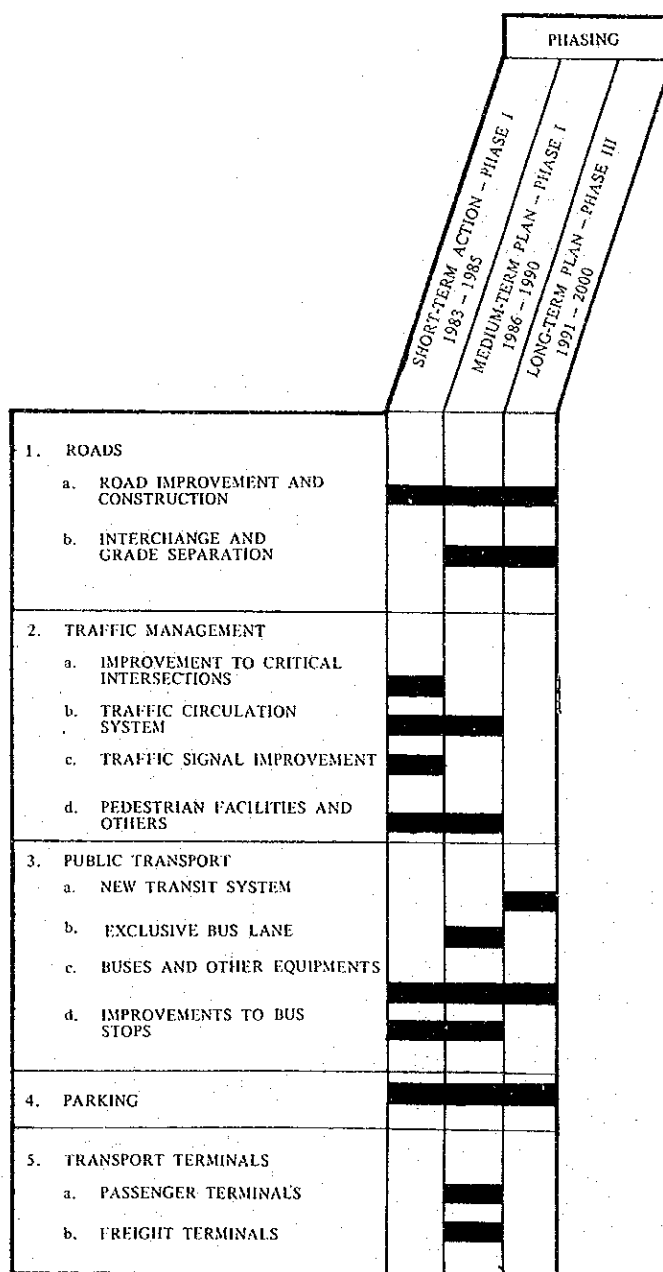 PHASING
SHORT-TERM ACTION – PHASE I
1983 – 1985
MEDIUM-TERM PLAN – PHASE I
1986 – 1990
LONG-TERM PLAN – PHASE III
1991 – 2000
1. ROADS
a. ROAD IMPROVEMENT AND
CONSTRUCTION
b. INTERCHANGE AND
GRADE SEPARATION
2. TRAFFIC MANAGEMENT
a. IMPROVEMENT TO CRITICAL
INTERSECTIONS
b. TRAFFIC CIRCULATION
SYSTEM
c. TRAFFIC SIGNAL IMPROVEMENT
d. PEDESTRIAN FACILITIES AND
OTHERS
3. PUBLIC TRANSPORT
a. NEW TRANSIT SYSTEM
b. EXCLUSIVE BUS LANE
c. BUSES AND OTHER EQUIPMENTS
d. IMPROVEMENTS TO BUS
STOPS
4. PARKING
5. TRANSPORT TERMINALS
a. PASSENGER TERMINALS
b. FREIGHT TERMINALS